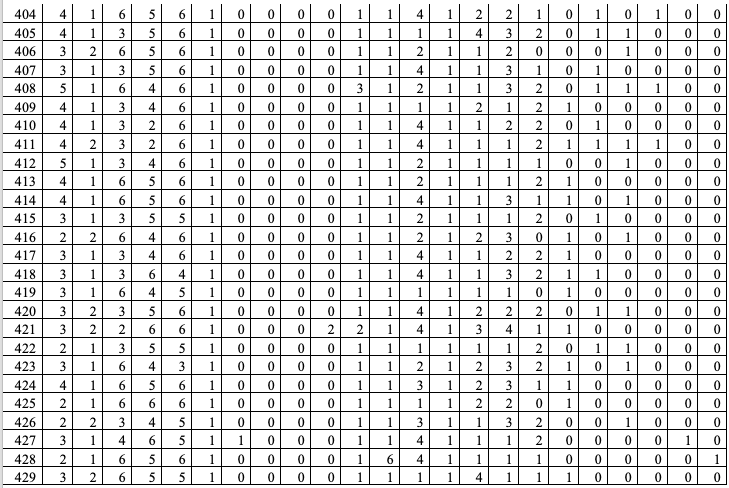 404 4 1 6 5 6 1 0 0 0 0 1 1 4 1 2 2 1 0 1 0 1 0 0
405 4 1 3 5 6 1 0 0 0 0 1 1 1 1 4 3 2 0 1 1 0 0 0
406 3 2 6 5 6 1 0 0 0 0 1 1 2 1 1 2 0 0 0 1 0 0 0
407 3 1 3 5 6 1 0 0 0 0 1 1 4 1 1 3 1 0 1 0 0 0 0
408 5 1 6 4 6 1 0 0 0 0 3 1 2 1 1 3 2 0 1 1 1 0 0
409 4 1 3 4 6 1 0 0 0 0 1 1 1 1 2 1 2 1 0 0 0 0 0
410 4 1 3 2 6 1 0 0 0 0 1 1 4 1 1 2 2 0 1 0 0 0 0
411 4 2 3 2 6 1 0 0 0 0 1 1 4 1 1 1 2 1 1 1 1 0 0
412 5 1 3 4 6 1 0 0 0 0 1 1 2 1 1 1 1 0 0 1 0 0 0
413 4 1 6 5 6 1 0 0 0 0 1 1 2 1 1 1 2 1 0 0 0 0 0
414 4 1 6 5 6 1 0 0 0 0 1 1 4 1 1 3 1 1 0 1 0 0 0
415 3 1 3 5 5 1 0 0 0 0 1 1 2 1 1 1 2 0 1 0 0 0 0
416 2 2 6 4 6 1 0 0 0 0 1 1 2 1 2 3 0 1 0 1 0 0 0
417 3 1 3 4 6 1 0 0 0 0 1 1 4 1 1 2 2 1 0 0 0 0 0
418 3 1 3 6 4 1 0 0 0 0 1 1 4 1 1 3 2 1 1 0 0 0 0
419 3 1 6 4 5 1 0 0 0 0 1 1 1 1 1 1 0 1 0 0 0 0 0
420 3 2 3 5 6 1 0 0 0 0 1 1 4 1 2 2 2 0 1 1 0 0 0
421 3 2 2 6 6 1 0 0 0 2 2 1 4 1 3 4 1 1 0 0 0 0 0
422 2 1 3 5 5 1 0 0 0 0 1 1 1 1 1 1 2 0 1 1 0 0 0
423 3 1 6 4 3 1 0 0 0 0 1 1 2 1 2 3 2 1 0 1 0 0 0
424 4 1 6 5 6 1 0 0 0 0 1 1 3 1 2 3 1 1 0 0 0 0 0
425 2 1 6 6 6 1 0 0 0 0 1 1 1 1 2 2 0 1 0 0 0 0 0
426 2 2 3 4 5 1 0 0 0 0 1 1 3 1 1 3 2 0 0 1 0 0 0
427 3 1 4 6 5 1 1 0 0 0 1 1 4 1 1 1 2 0 0 0 0 1 0
428 2 1 6 5 6 1 0 0 0 0 1 6 4 1 1 1 1 0 0 0 0 0 1
429 3 2 6 5 5 1 0 0 0 0 1 1 1 1 4 1 1 1 0 0 0 0 0